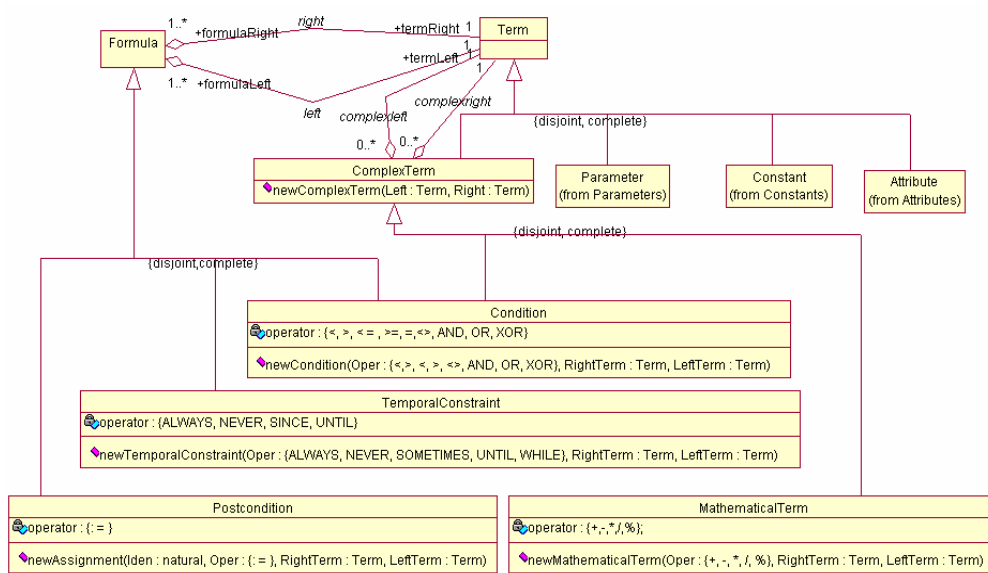 1..*
right
+formulaRight
+termRight
1
Term
Formula
1
+termLeft
1
1..*
+formulaLeft
1
left
complexleft
complexright
0..*
0..*
{disjoint, complete}
ComplexTerm
newComplexTerm(Left : Term, Right : Term)
Parameter
(from Parameters)
Constant
(from Constants)
Attribute
(from Attributes)
{disjoint, complete}
{disjoint,complete}
Condition
operator : {<, >, < = , >=, =,<>, AND, OR, XOR}
newCondition(Oper : {<,>, <, >, <>, AND, OR, XOR}, RightTerm : Term, LeftTerm : Term)
TemporalConstraint
operator : {ALWAYS, NEVER, SINCE, UNTIL}
newTemporalConstraint(Oper : {ALWAYS, NEVER, SOMETIMES, UNTIL, WHILE}, RightTerm : Term, LeftTerm : Term)
Postcondition
operator : {: = }
newAssignment(Iden : natural, Oper : {: = }, RightTerm : Term, LeftTerm : Term)
MathematicalTerm
operator : {+,-,*,/,%};
newMathematicalTerm(Oper : {+, -, *, /, %}, RightTerm : Term, LeftTerm : Term)